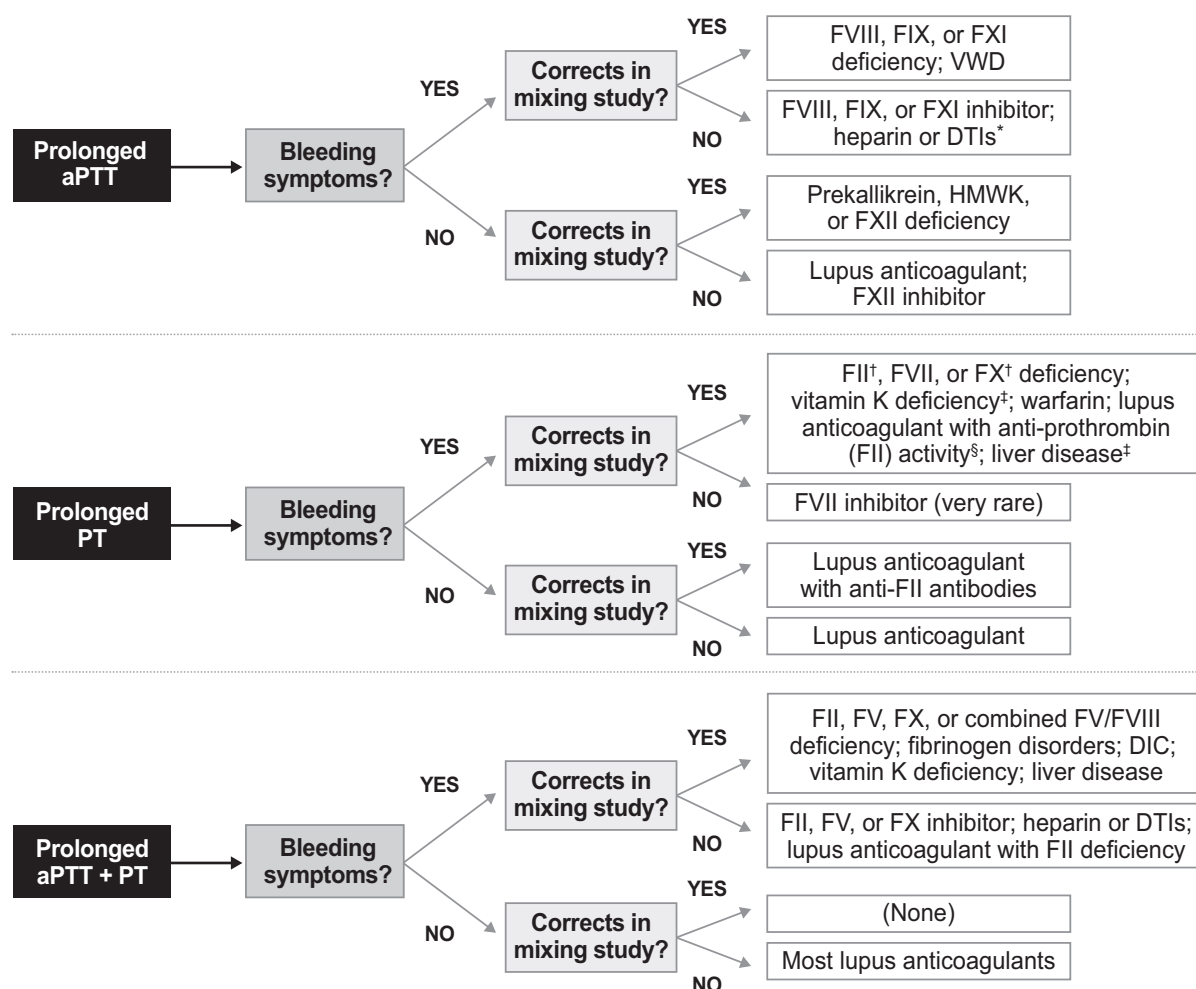 Prolonged
aPTT
Bleeding
symptoms?
YES
Corrects in
mixing study?
YES
FVIII, FIX, or FXI
deficiency; VWD
NO
FVIII, FIX, or FXI inhibitor;
heparin or DTIs*
NO
Corrects in
mixing study?
YES
Prekallikrein, HMWK,
or FXII deficiency
NO
Lupus anticoagulant;
FXII inhibitor
Prolonged
PT
Bleeding
symptoms?
YES
Corrects in
mixing study?
YES
FII†, FVII, or FX† deficiency;
vitamin K deficiency‡; warfarin; lupus
anticoagulant with anti-prothrombin
(FII) activity§; liver disease‡
NO
FVII inhibitor (very rare)
NO
Corrects in
mixing study?
YES
Lupus anticoagulant
with anti-FII antibodies
NO
Lupus anticoagulant
Prolonged
aPTT + PT
Bleeding
symptoms?
YES
Corrects in
mixing study?
YES
FII, FV, FX, or combined FV/FVIII
deficiency; fibrinogen disorders; DIC;
vitamin K deficiency; liver disease
NO
FII, FV, or FX inhibitor; heparin or DTIs;
lupus anticoagulant with FII deficiency
NO
Corrects in
mixing study?
YES
(None)
NO
Most lupus anticoagulants